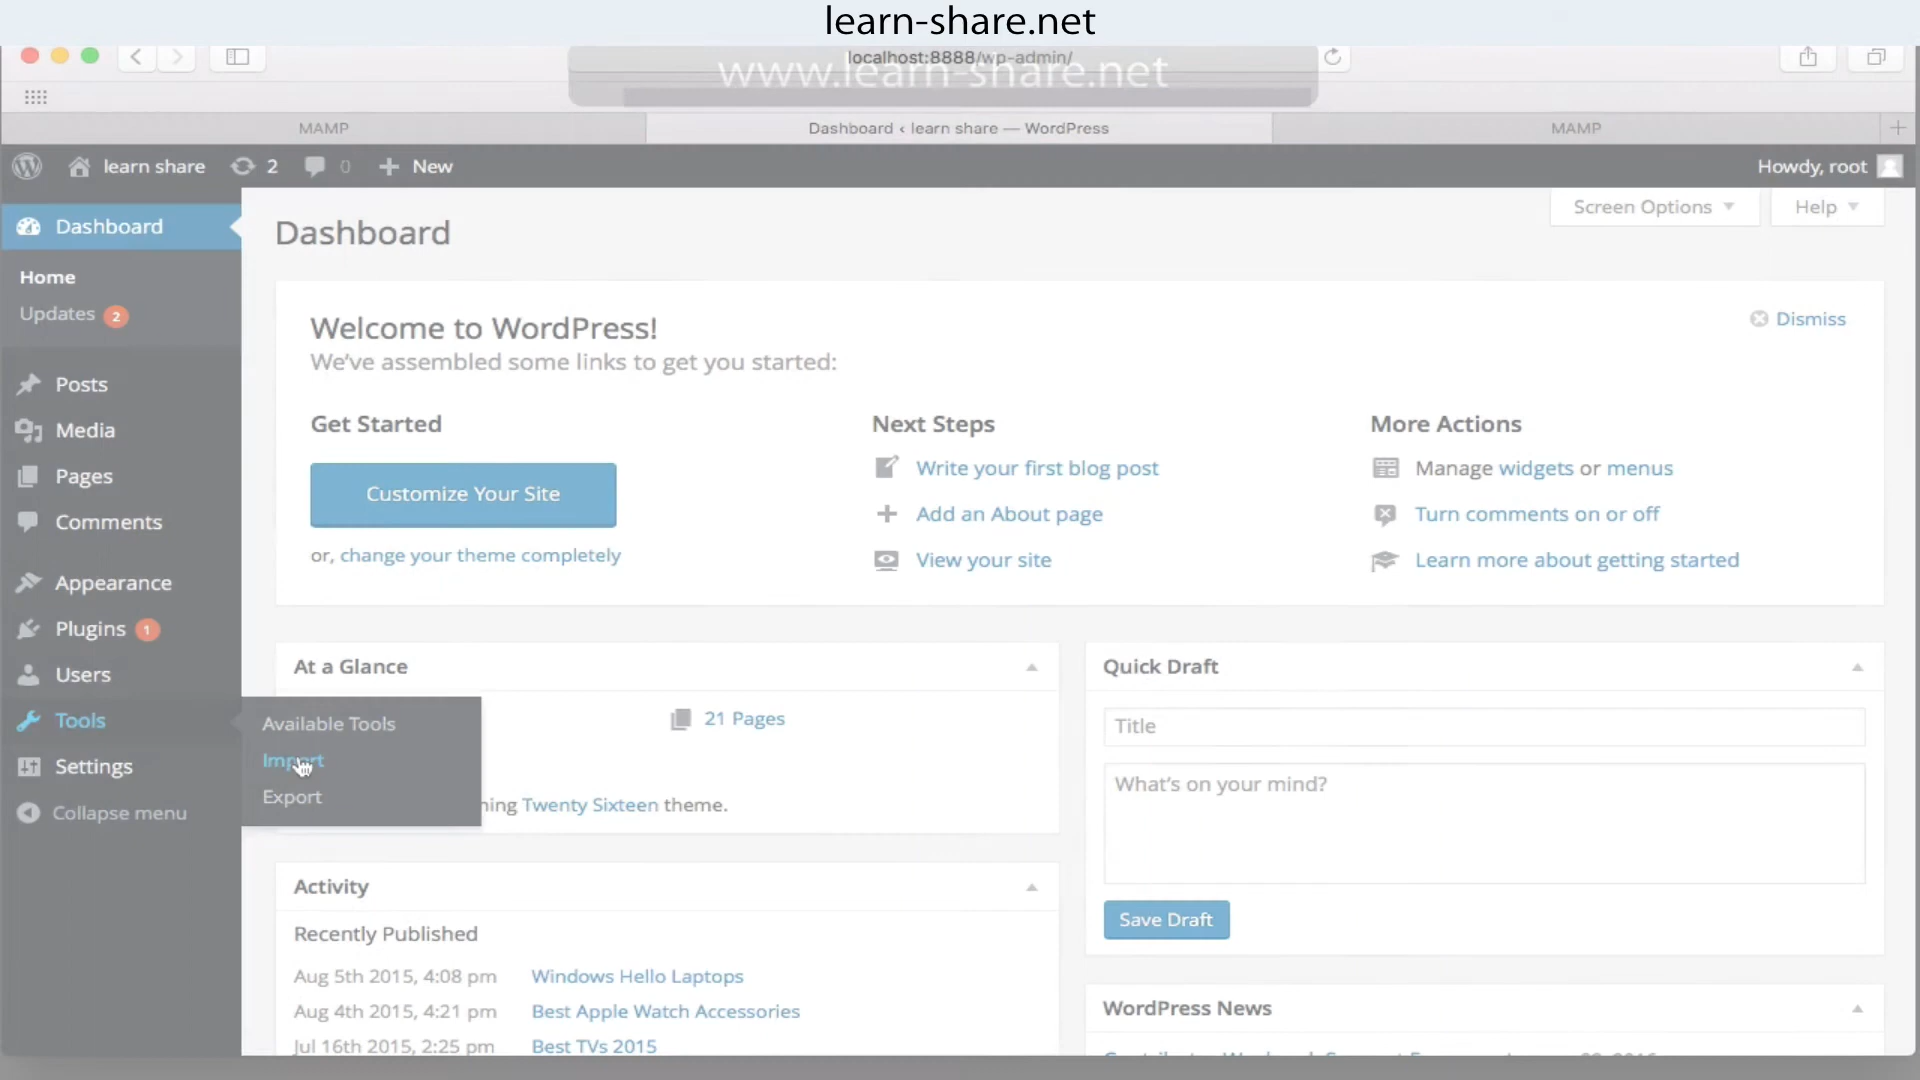 learn-share.net
localhost:8888/wp-admin/
www.learn-share.net
MAMP
Dashboard ‹ learn share — WordPress
MAMP
learn share
2
0
New
Howdy, root
Dashboard
Home
Updates 2
Posts
Media
Pages
Comments
Appearance
Plugins 1
Users
Tools
Settings
Collapse menu
Available Tools
Import
Export
Screen Options
Help
Dashboard
Welcome to WordPress!
We've assembled some links to get you started:
Dismiss
Get Started
Customize Your Site
or, change your theme completely
Next Steps
Write your first blog post
Add an About page
View your site
More Actions
Manage widgets or menus
Turn comments on or off
Learn more about getting started
At a Glance
21 Pages
Twenty Sixteen theme.
Activity
Recently Published
Aug 5th 2015, 4:08 pm Windows Hello Laptops
Aug 4th 2015, 4:21 pm Best Apple Watch Accessories
Jul 16th 2015, 2:25 pm Best TVs 2015
Quick Draft
Title
What's on your mind?
Save Draft
WordPress News